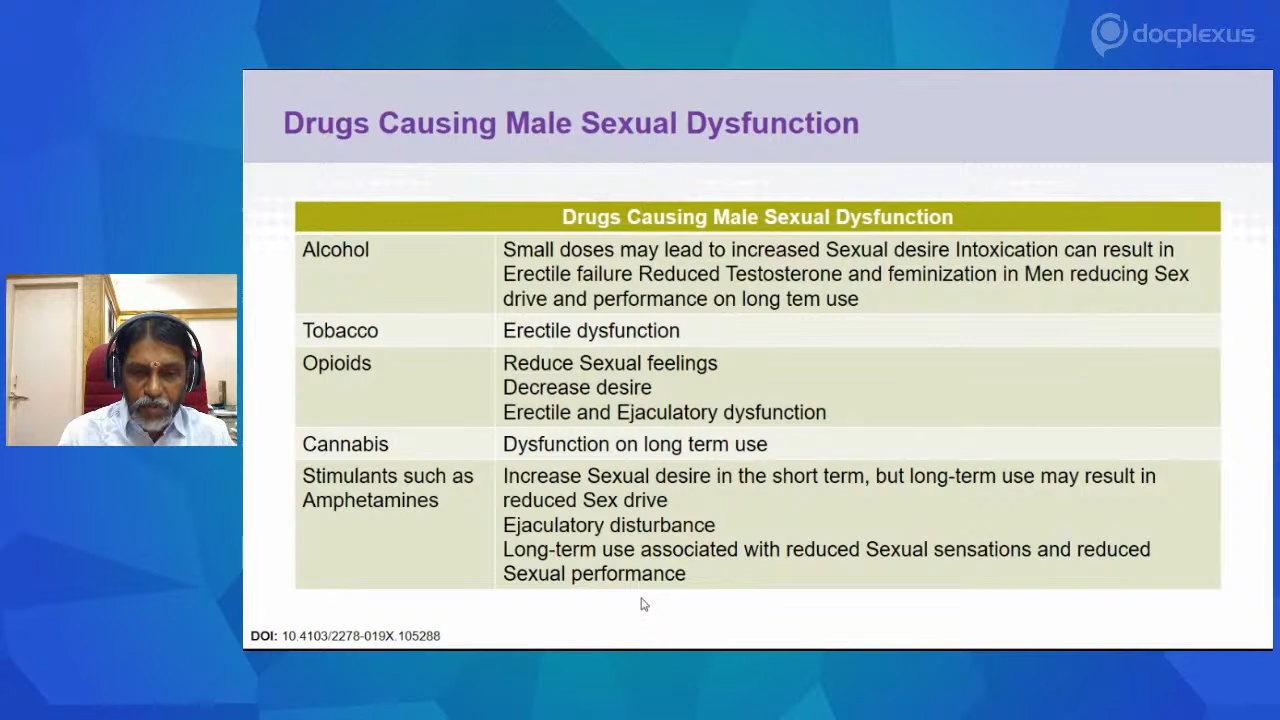 docplexus
Drugs Causing Male Sexual Dysfunction
Drugs Causing Male Sexual Dysfunction
Alcohol
Small doses may lead to increased Sexual desire Intoxication can result in
Erectile failure Reduced Testosterone and feminization in Men reducing Sex
drive and performance on long tem use
Tobacco
Erectile dysfunction
Opioids
Reduce Sexual feelings
Decrease desire
Erectile and Ejaculatory dysfunction
Cannabis
Dysfunction on long term use
Stimulants such as
Amphetamines
Increase Sexual desire in the short term, but long-term use may result in
reduced Sex drive
Ejaculatory disturbance
Long-term use associated with reduced Sexual sensations and reduced
Sexual performance
DOI: 10.4103/2278-019X.105288